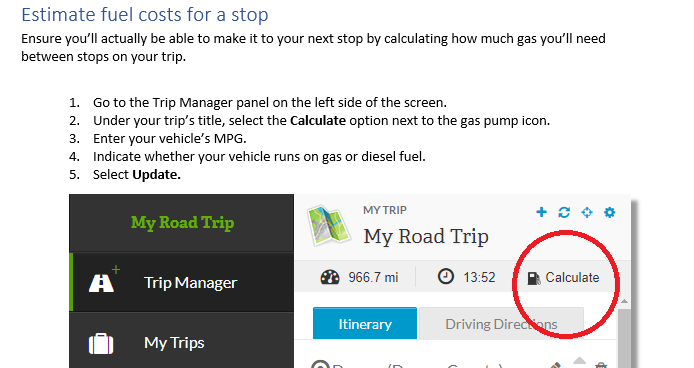 Estimate fuel costs for a stop
Ensure you’ll actually be able to make it to your next stop by calculating how much gas you’ll need
between stops on your trip.
1. Go to the Trip Manager panel on the left side of the screen.
2. Under your trip’s title, select the Calculate option next to the gas pump icon.
3. Enter your vehicle’s MPG.
4. Indicate whether your vehicle runs on gas or diesel fuel.
5. Select Update.
My Road Trip
Trip Manager
My Trips
MY TRIP
My Road Trip
966.7 mi 13:52 Calculate
Itinerary Driving Directions